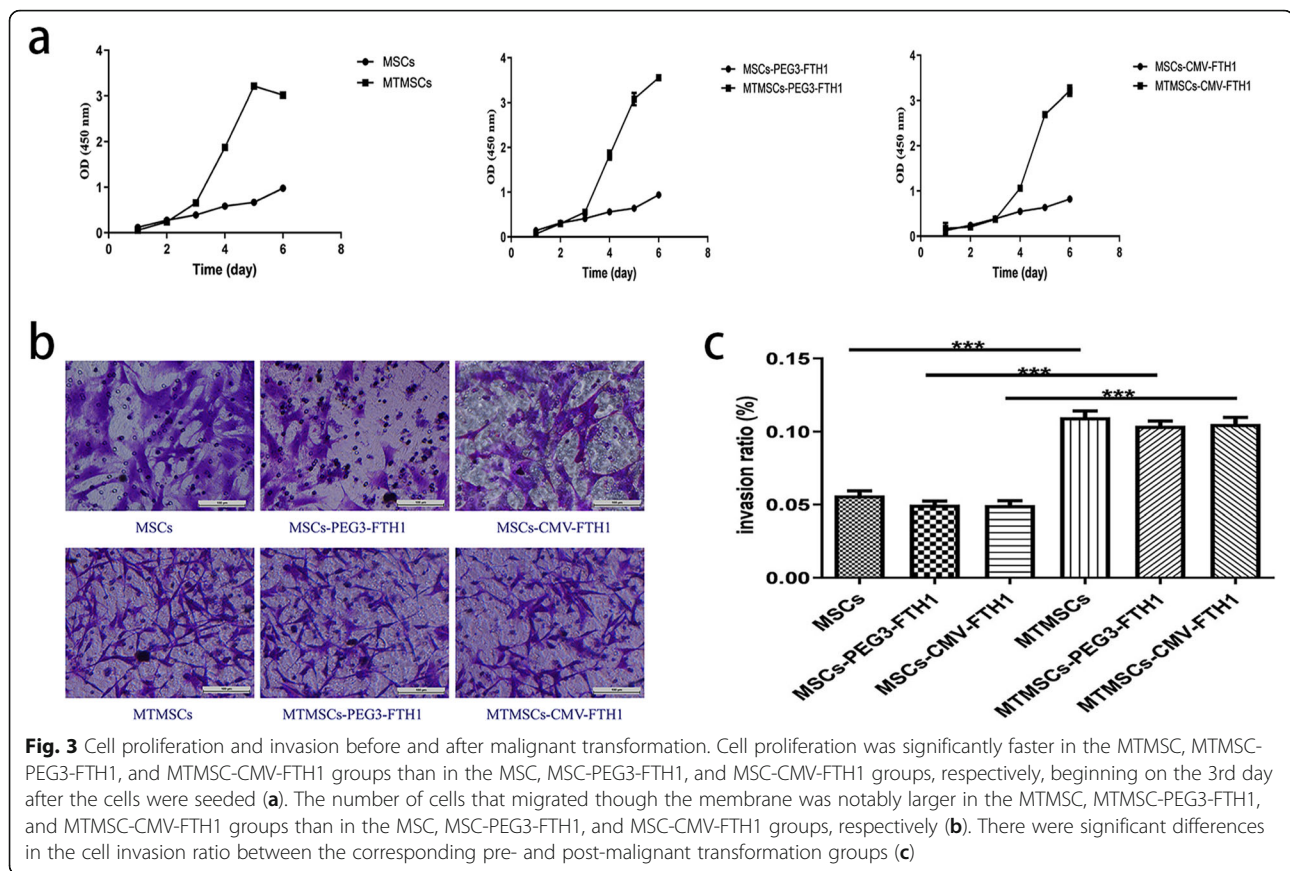 a
MSCs
MTMSCs
OD (450 nm)
4
3
2
1
0
0 2 4 6 8
Time (day)
MSCs-PEG3-FTH1
MTMSCs-PEG3-FTH1
OD (450 nm)
4
3
2
1
0
0 2 4 6 8
Time (day)
MSCs-CMV-FTH1
MTMSCs-CMV-FTH1
OD (450 nm)
4
3
2
1
0
0 2 4 6 8
Time (day)
b
MSCs
MSCs-PEG3-FTH1
MSCs-CMV-FTH1
MTMSCs
MTMSCs-PEG3-FTH1
MTMSCs-CMV-FTH1
c
***
***
***
invasion ratio (%)
0.15
0.10
0.05
0.00
MSCs
MSCs-PEG3-FTH1
MSCs-CMV-FTH1
MTMSCs
MTMSCs-PEG3-FTH1
MTMSCs-CMV-FTH1
Fig. 3 Cell proliferation and invasion before and after malignant transformation. Cell proliferation was significantly faster in the MTMSC, MTMSC-
PEG3-FTH1, and MTMSC-CMV-FTH1 groups than in the MSC, MSC-PEG3-FTH1, and MSC-CMV-FTH1 groups, respectively, beginning on the 3rd day
after the cells were seeded (a). The number of cells that migrated though the membrane was notably larger in the MTMSC, MTMSC-PEG3-FTH1,
and MTMSC-CMV-FTH1 groups than in the MSC, MSC-PEG3-FTH1, and MSC-CMV-FTH1 groups, respectively (b). There were significant differences
in the cell invasion ratio between the corresponding pre- and post-malignant transformation groups (c)